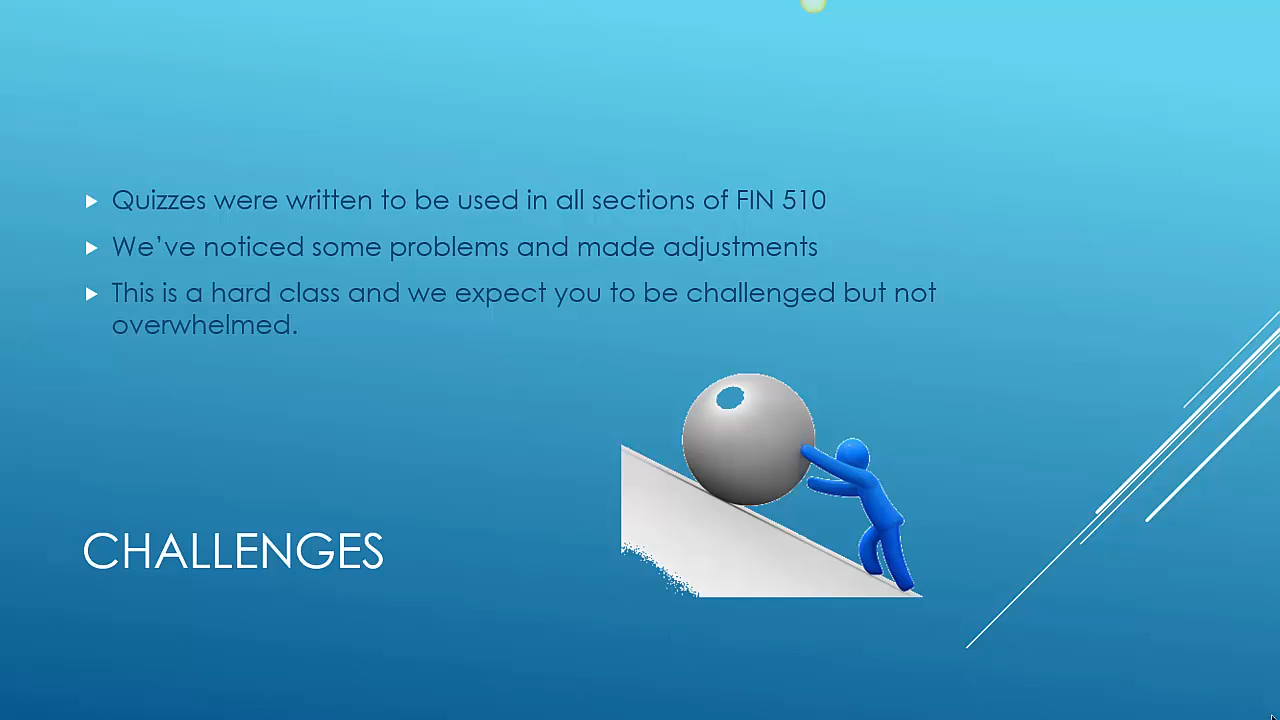 Quizzes were written to be used in all sections of FIN 510
We’ve noticed some problems and made adjustments
This is a hard class and we expect you to be challenged but not
overwhelmed.
CHALLENGES